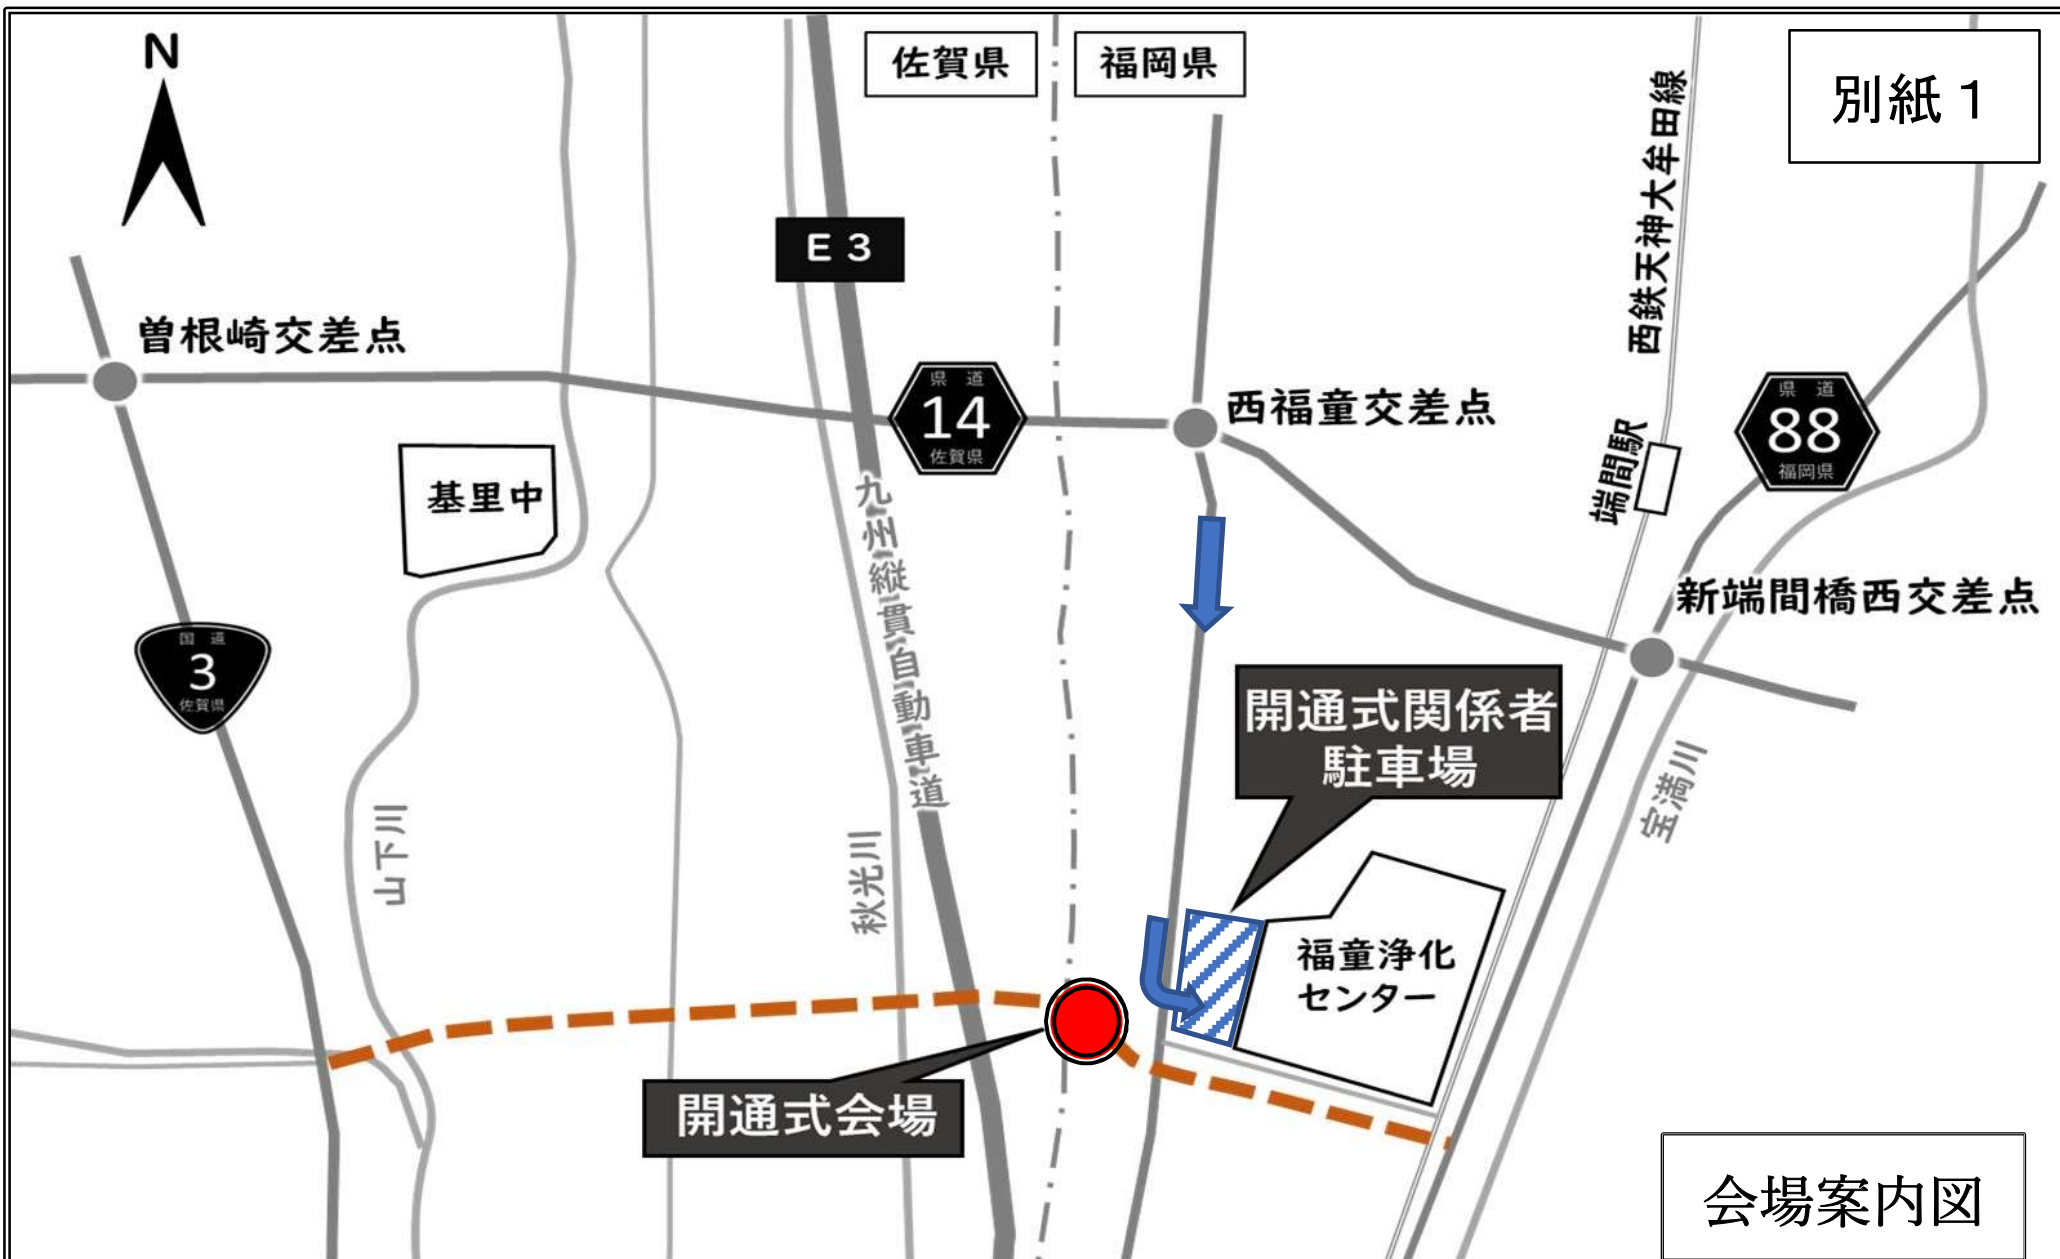 N
佐賀県
福岡県
別紙１
西鉄天神大牟田線
E 3
曽根崎交差点
県 道
14
佐賀県
西福童交差点
県 道
88
福岡県
端間駅
基里中
九州縦貫自動車道
新端間橋西交差点
国 道
3
佐賀県
開通式関係者
駐車場
宝満川
山下川
秋光川
福童浄化
センター
開通式会場
会場案内図